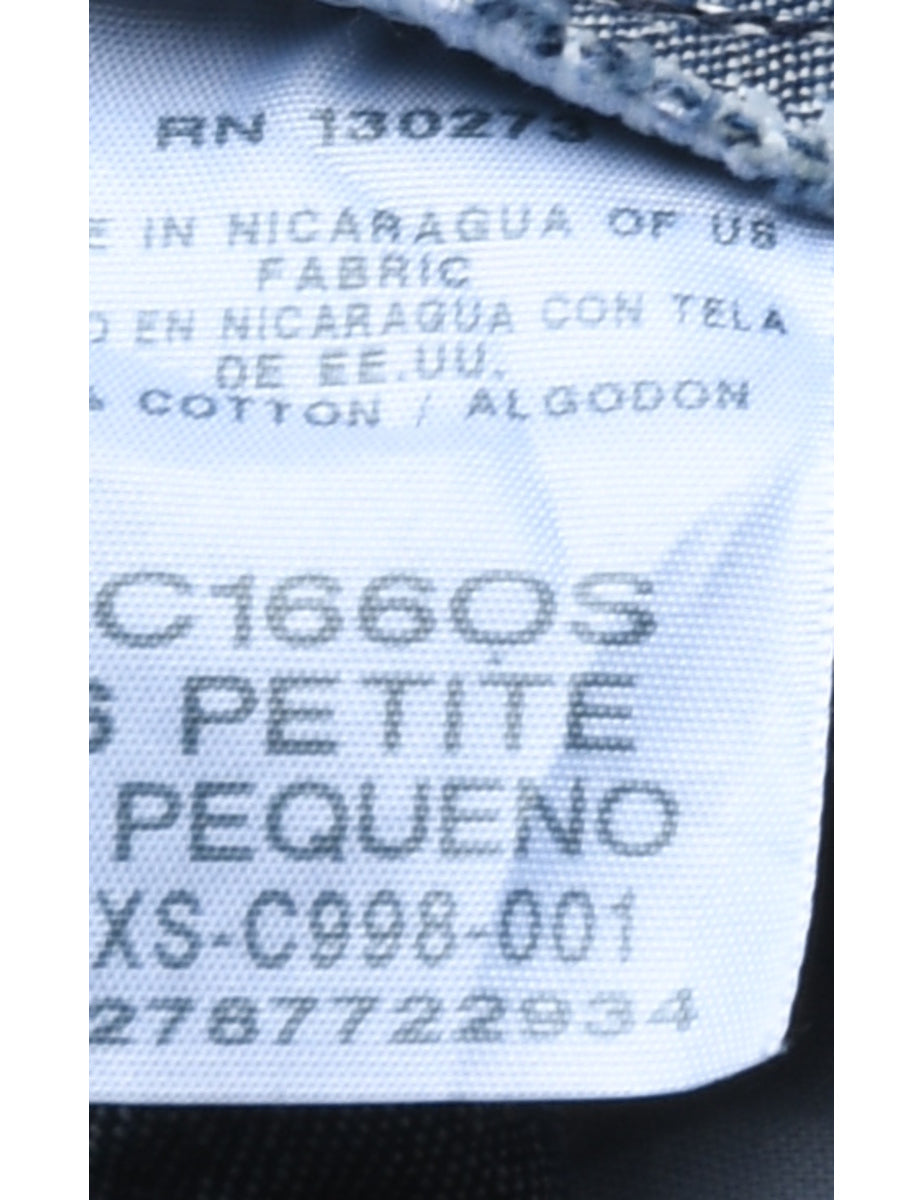 RN 130273
E IN NICARAGUA OF US
FABRIC
O EN NICARAGUA CON TELA
DE EE.UU.
% COTTON / ALGODON
C1660S
S PETITE
PEQUENO
XS-C998-001
2787722934